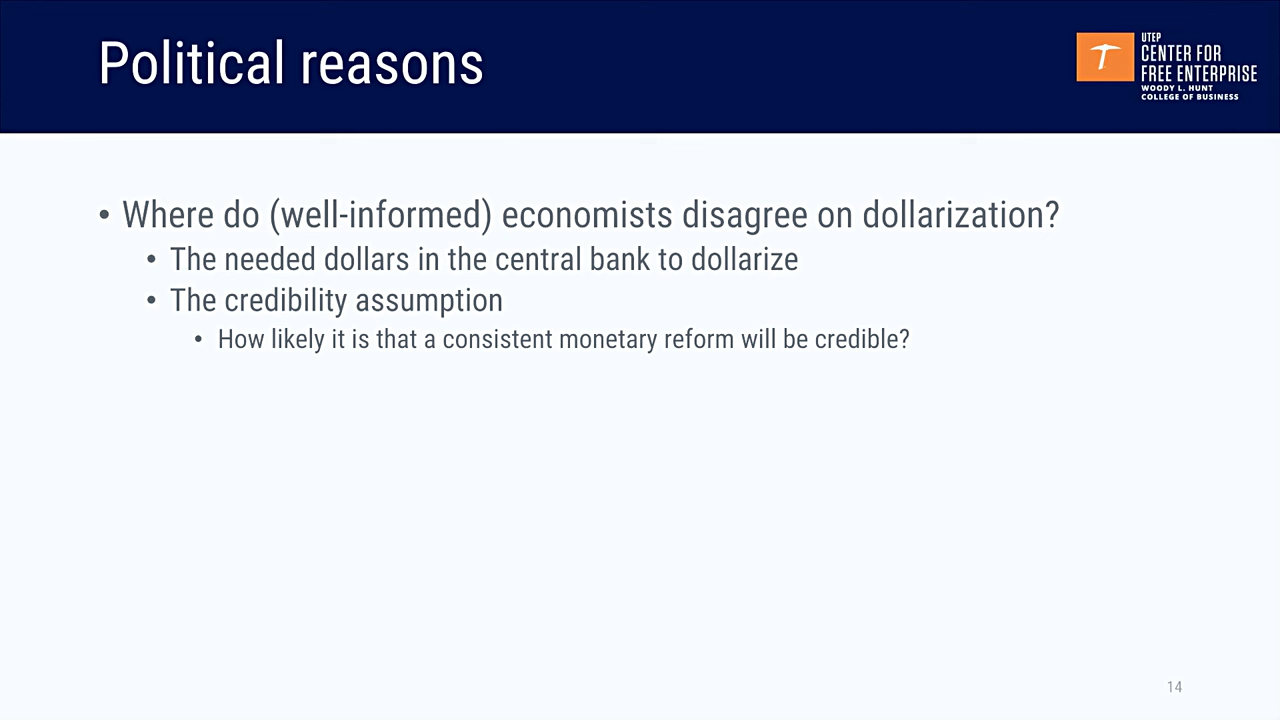 Political reasons
UTEP
CENTER FOR
FREE ENTERPRISE
WOODY L. HUNT
COLLEGE OF BUSINESS
• Where do (well-informed) economists disagree on dollarization?
• The needed dollars in the central bank to dollarize
• The credibility assumption
• How likely it is that a consistent monetary reform will be credible?
14